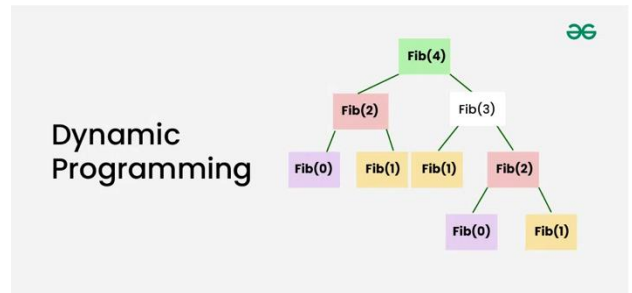 Fib(4)
Fib(2)
Fib(3)
Dynamic
Programming
Fib(0)
Fib(1)
Fib(1)
Fib(2)
Fib(0)
Fib(1)